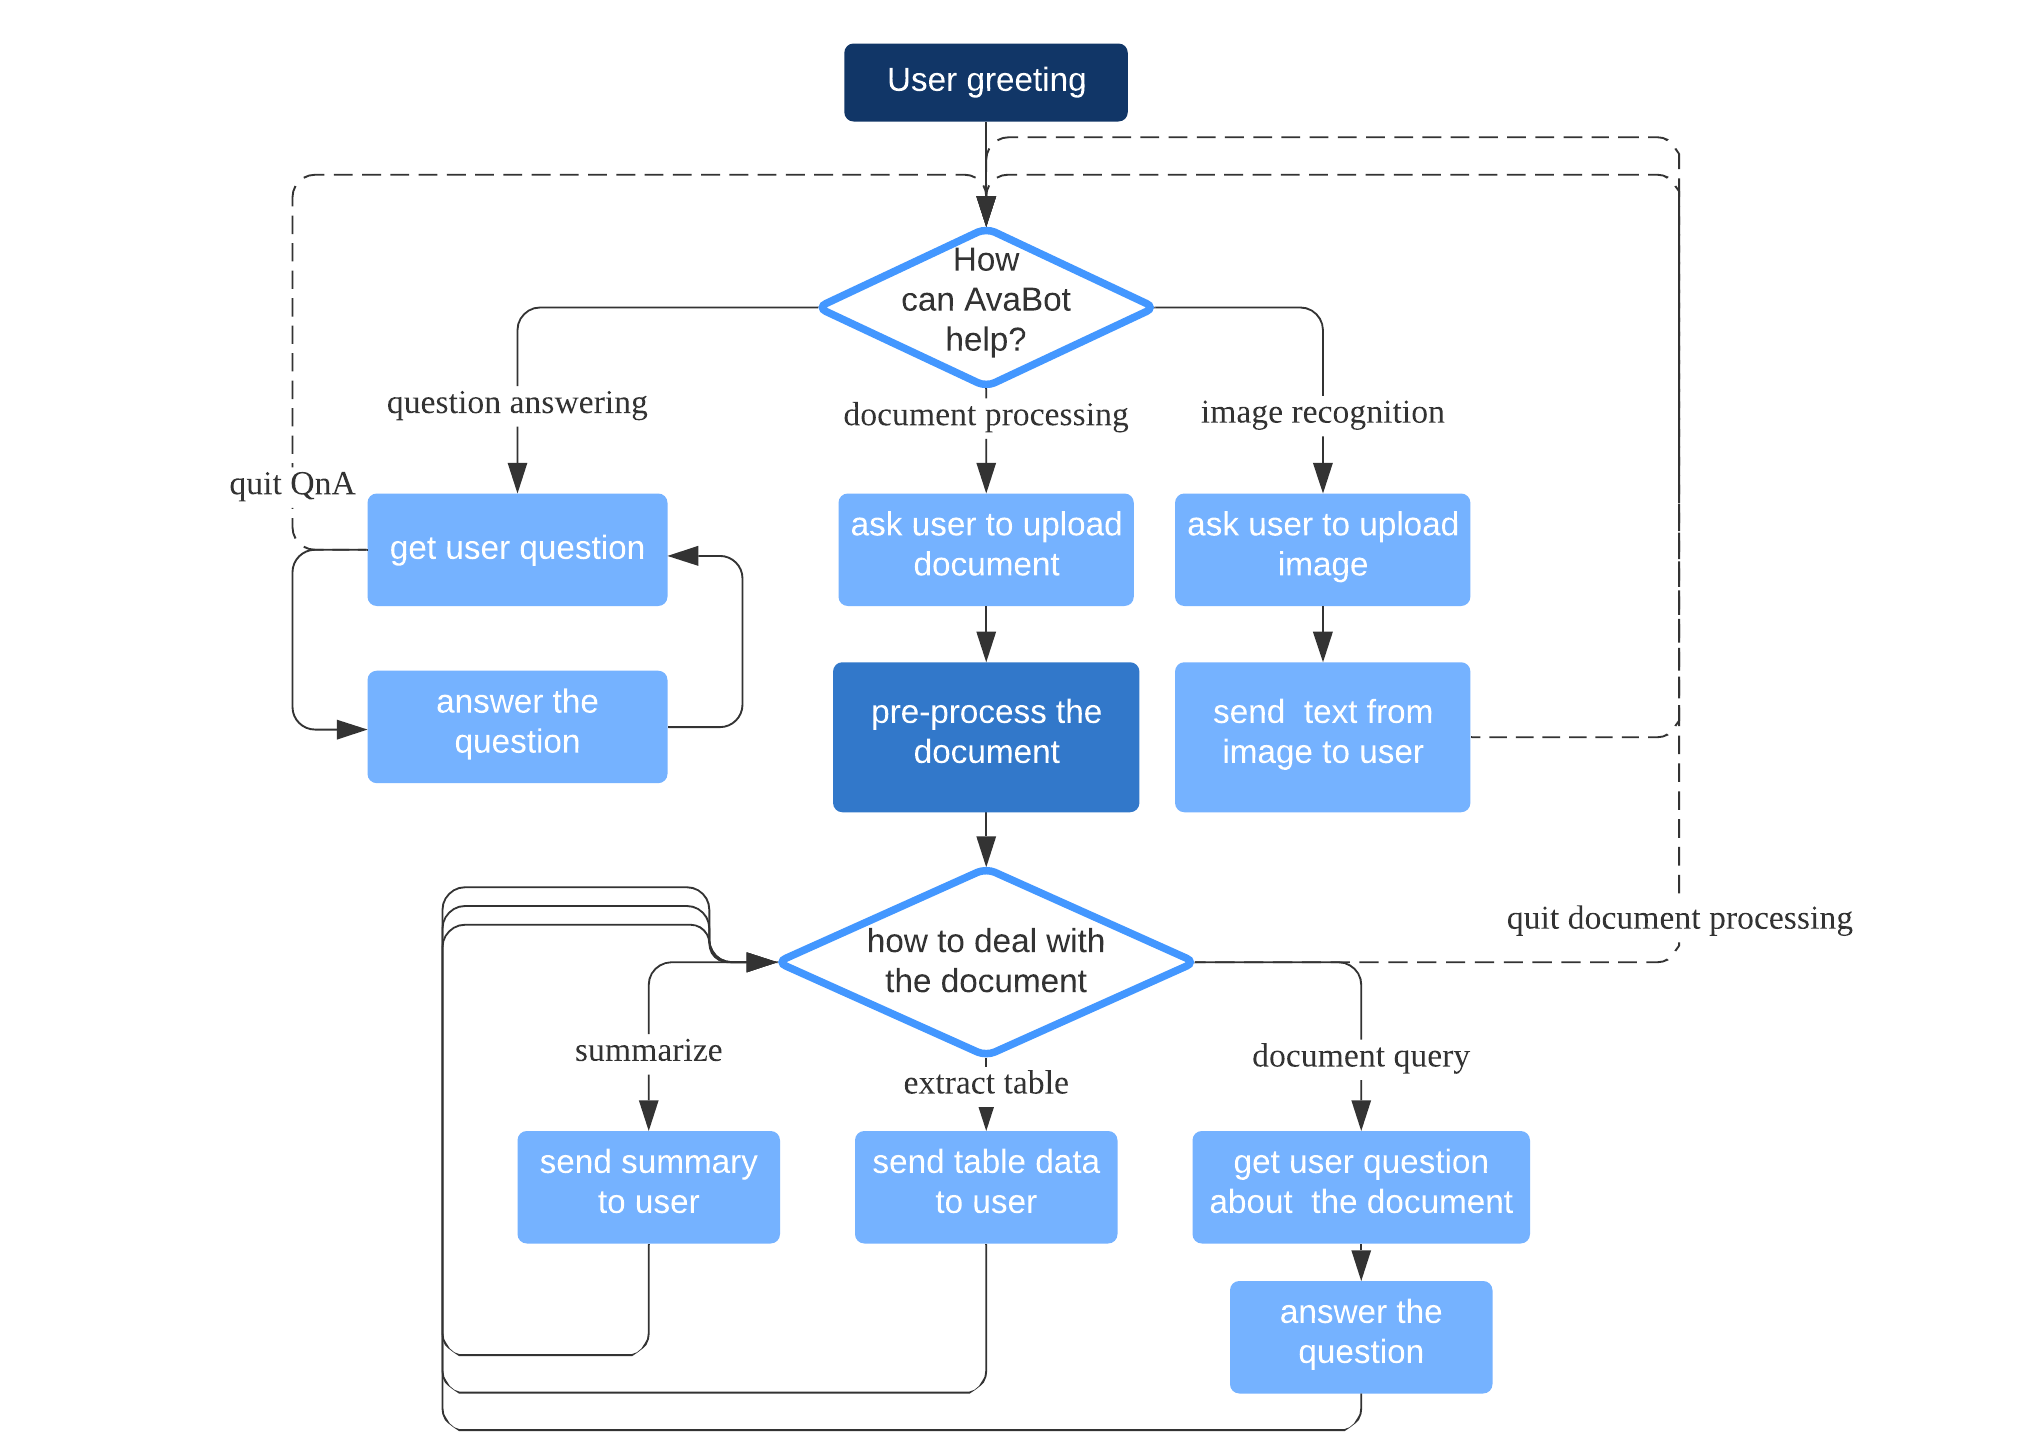 User greeting
How
can AvaBot
help?
question answering
document processing
image recognition
quit QnA
get user question
ask user to upload
document
ask user to upload
image
answer the
question
pre-process the
document
send  text from
image to user
quit document processing
how to deal with
the document
summarize
extract table
document query
send summary
to user
send table data
to user
get user question
about  the document
answer the
question